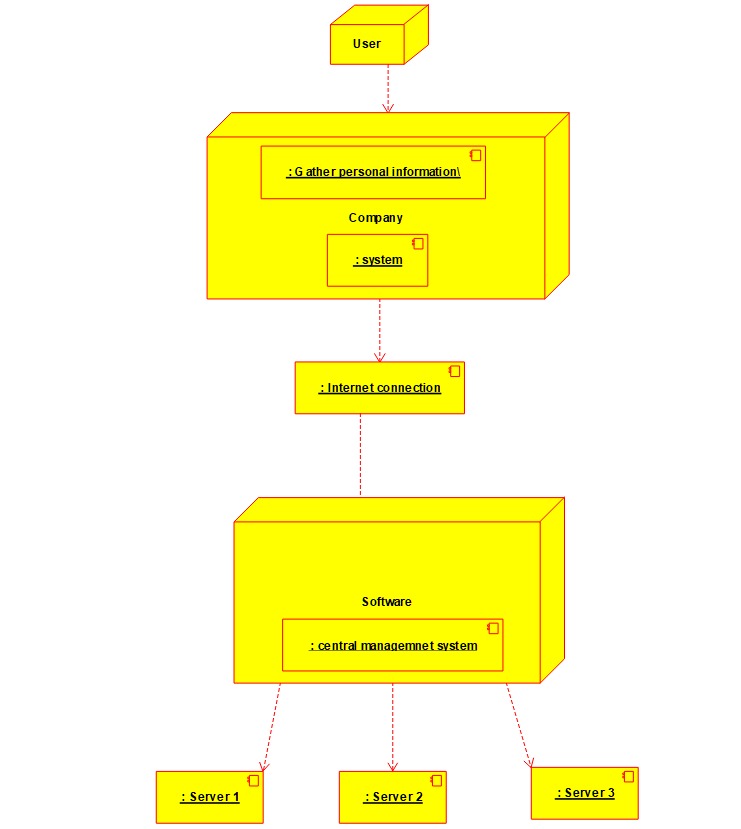 User
: G ather personal information\
Company
: system
: Internet connection
Software
: central managemnet system
: Server 1
: Server 2
: Server 3